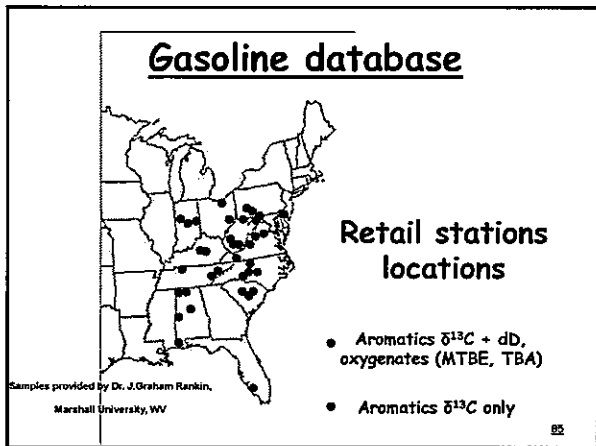 Gasoline database
Retail stations
locations
● Aromatics δ¹³C + dD,
oxygenates (MTBE, TBA)
● Aromatics δ¹³C only
Samples provided by Dr. J.Graham Rankin,
Marshall University, WV
85